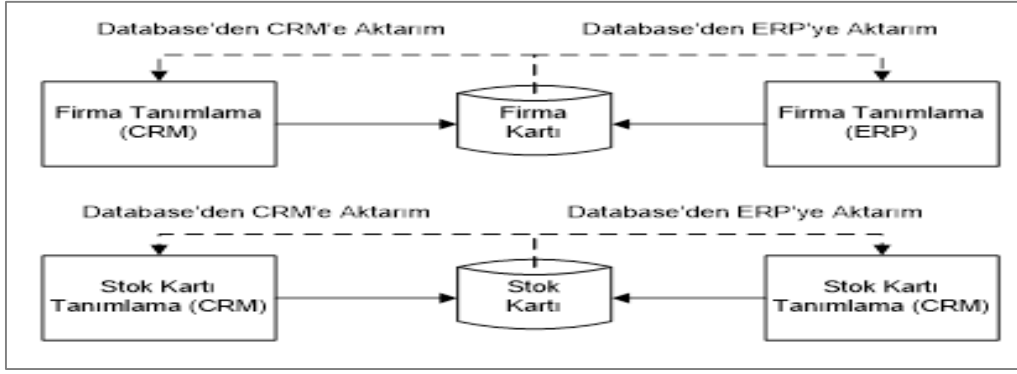 Database'den CRM'e Aktarım
Database'den ERP'ye Aktarım
Firma Tanımlama
(CRM)
Firma
Kartı
Firma Tanımlama
(ERP)
Database'den CRM'e Aktarım
Database'den ERP'ye Aktarım
Stok Kartı
Tanımlama (CRM)
Stok
Kartı
Stok Kartı
Tanımlama (CRM)